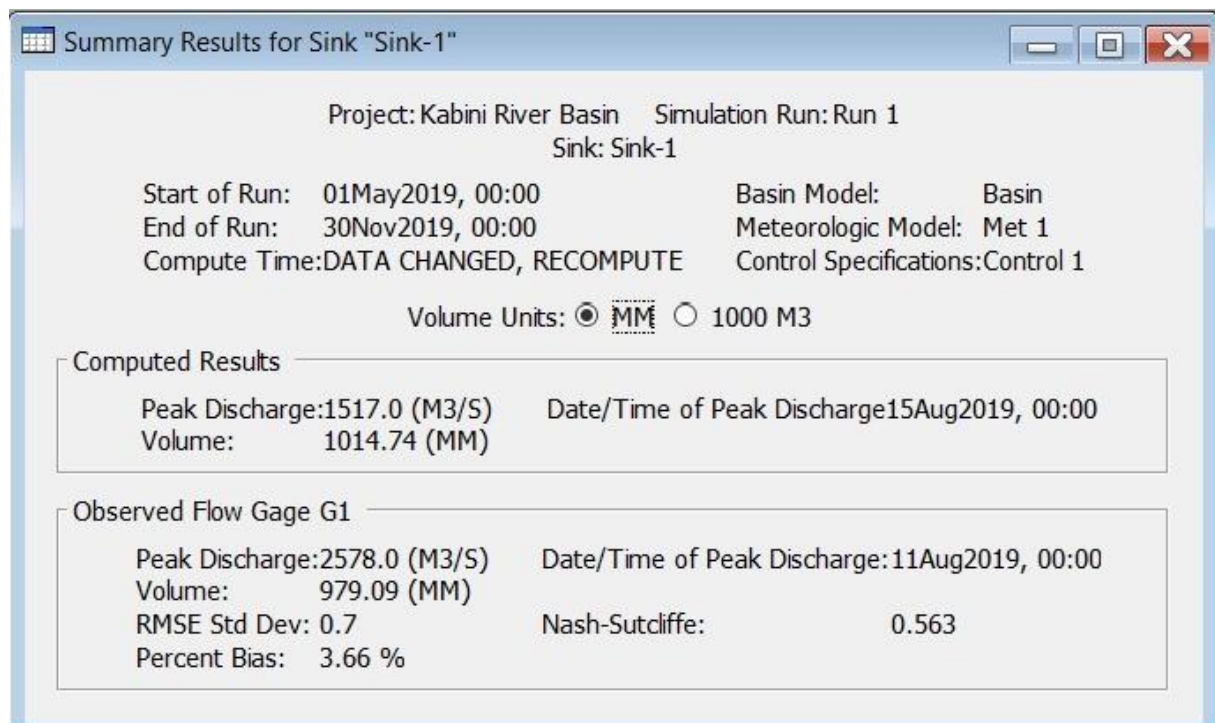 Summary Results for Sink "Sink-1"
Project: Kabini River Basin Simulation Run: Run 1
Sink: Sink-1
Start of Run: 01May2019, 00:00 Basin Model: Basin
End of Run: 30Nov2019, 00:00 Meteorologic Model: Met 1
Compute Time:DATA CHANGED, RECOMPUTE Control Specifications:Control 1
Volume Units: MM 1000 M3
Computed Results
Peak Discharge:1517.0 (M3/S) Date/Time of Peak Discharge15Aug2019, 00:00
Volume: 1014.74 (MM)
Observed Flow Gage G1
Peak Discharge:2578.0 (M3/S) Date/Time of Peak Discharge:11Aug2019, 00:00
Volume: 979.09 (MM)
RMSE Std Dev: 0.7 Nash-Sutcliffe: 0.563
Percent Bias: 3.66 %